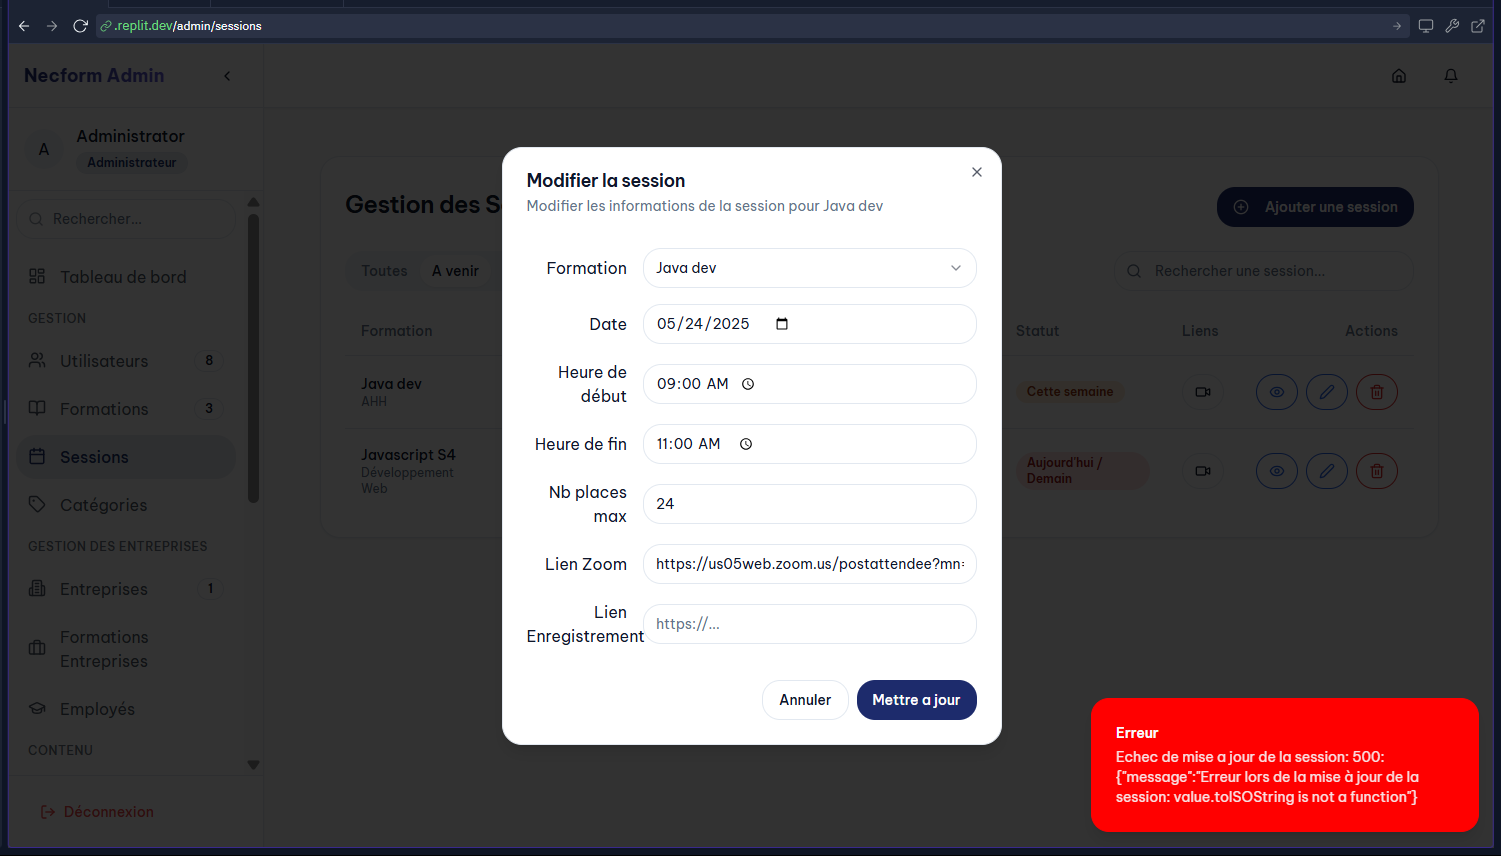 .replit.dev/admin/sessions
Necform Admin
A
Administrator
Administrateur
Rechercher...
Tableau de bord
GESTION
Utilisateurs 8
Formations 3
Sessions
Catégories
GESTION DES ENTREPRISES
Entreprises 1
Formations
Entreprises
Employés
CONTENU
Déconnexion
Gestion des S
Ajouter une session
Toutes A venir
Rechercher une session...
Formation Statut Liens Actions
Java dev
AHH
Cette semaine
Javascript S4
Développement
Web
Aujourd'hui /
Demain
Modifier la session
Modifier les informations de la session pour Java dev
Formation Java dev
Date 05/24/2025
Heure de
début
09:00 AM
Heure de fin 11:00 AM
Nb places
max
24
Lien Zoom https://us05web.zoom.us/postattendee?mn=
Lien
Enregistrement
https://...
Annuler Mettre a jour
Erreur
Echec de mise a jour de la session: 500:
{"message":"Erreur lors de la mise à jour de la
session: value.toISOString is not a function"}